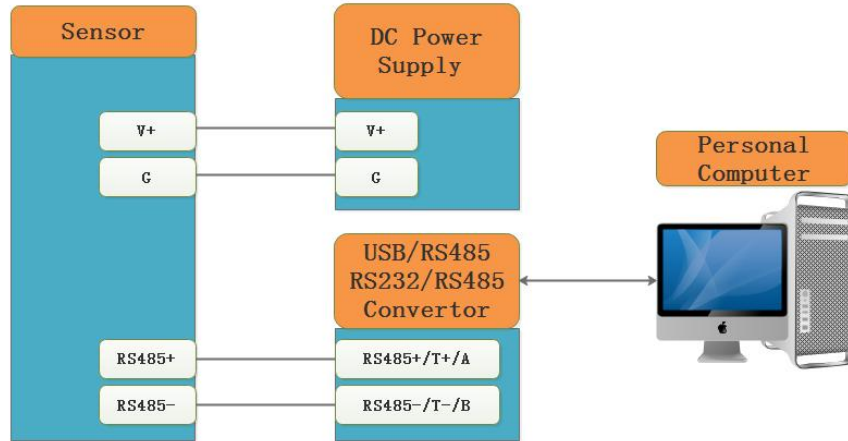 Sensor
V+
G
RS485+
RS485-
DC Power
Supply
V+
G
USB/RS485
RS232/RS485
Convertor
RS485+/T+/A
RS485-/T-/B
Personal
Computer